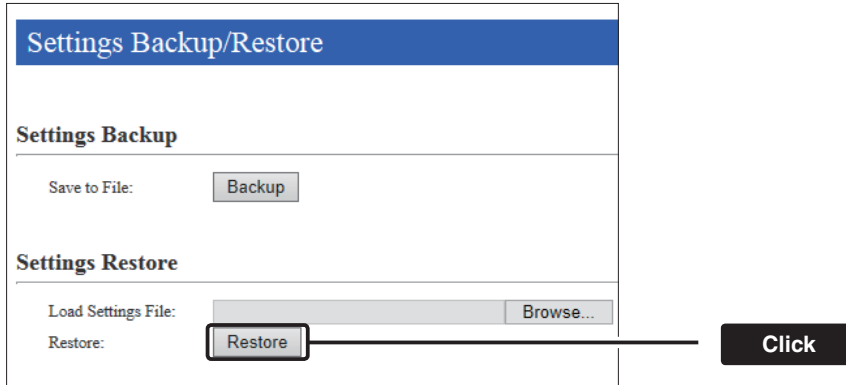 Settings Backup/Restore
Settings Backup
Save to File: Backup
Settings Restore
Load Settings File: Browse...
Restore: Restore Click